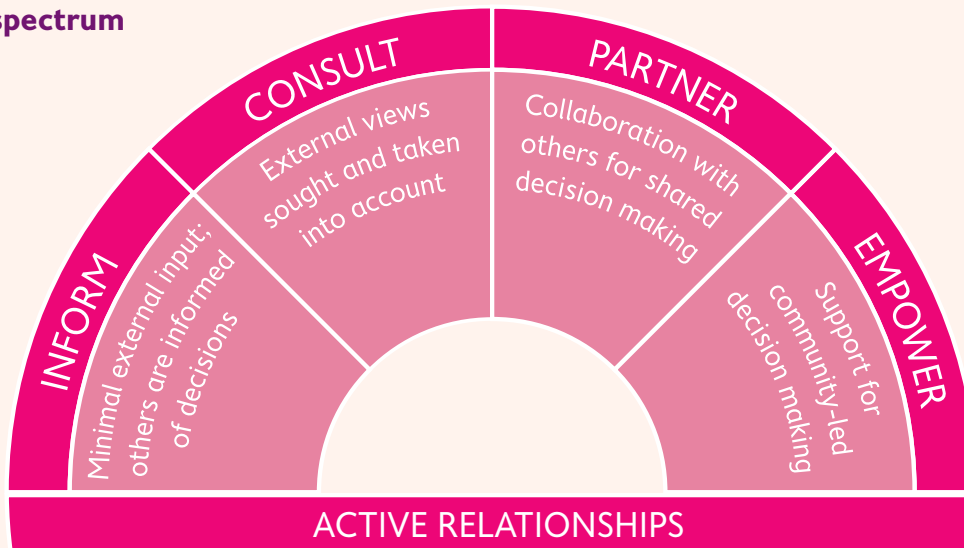 spectrum
INFORM
Minimal external input;
others are informed
of decisions
CONSULT
External views
sought and taken
into account
PARTNER
Collaboration with
others for shared
decision making
EMPOWER
Support for
community-led
decision making
ACTIVE RELATIONSHIPS